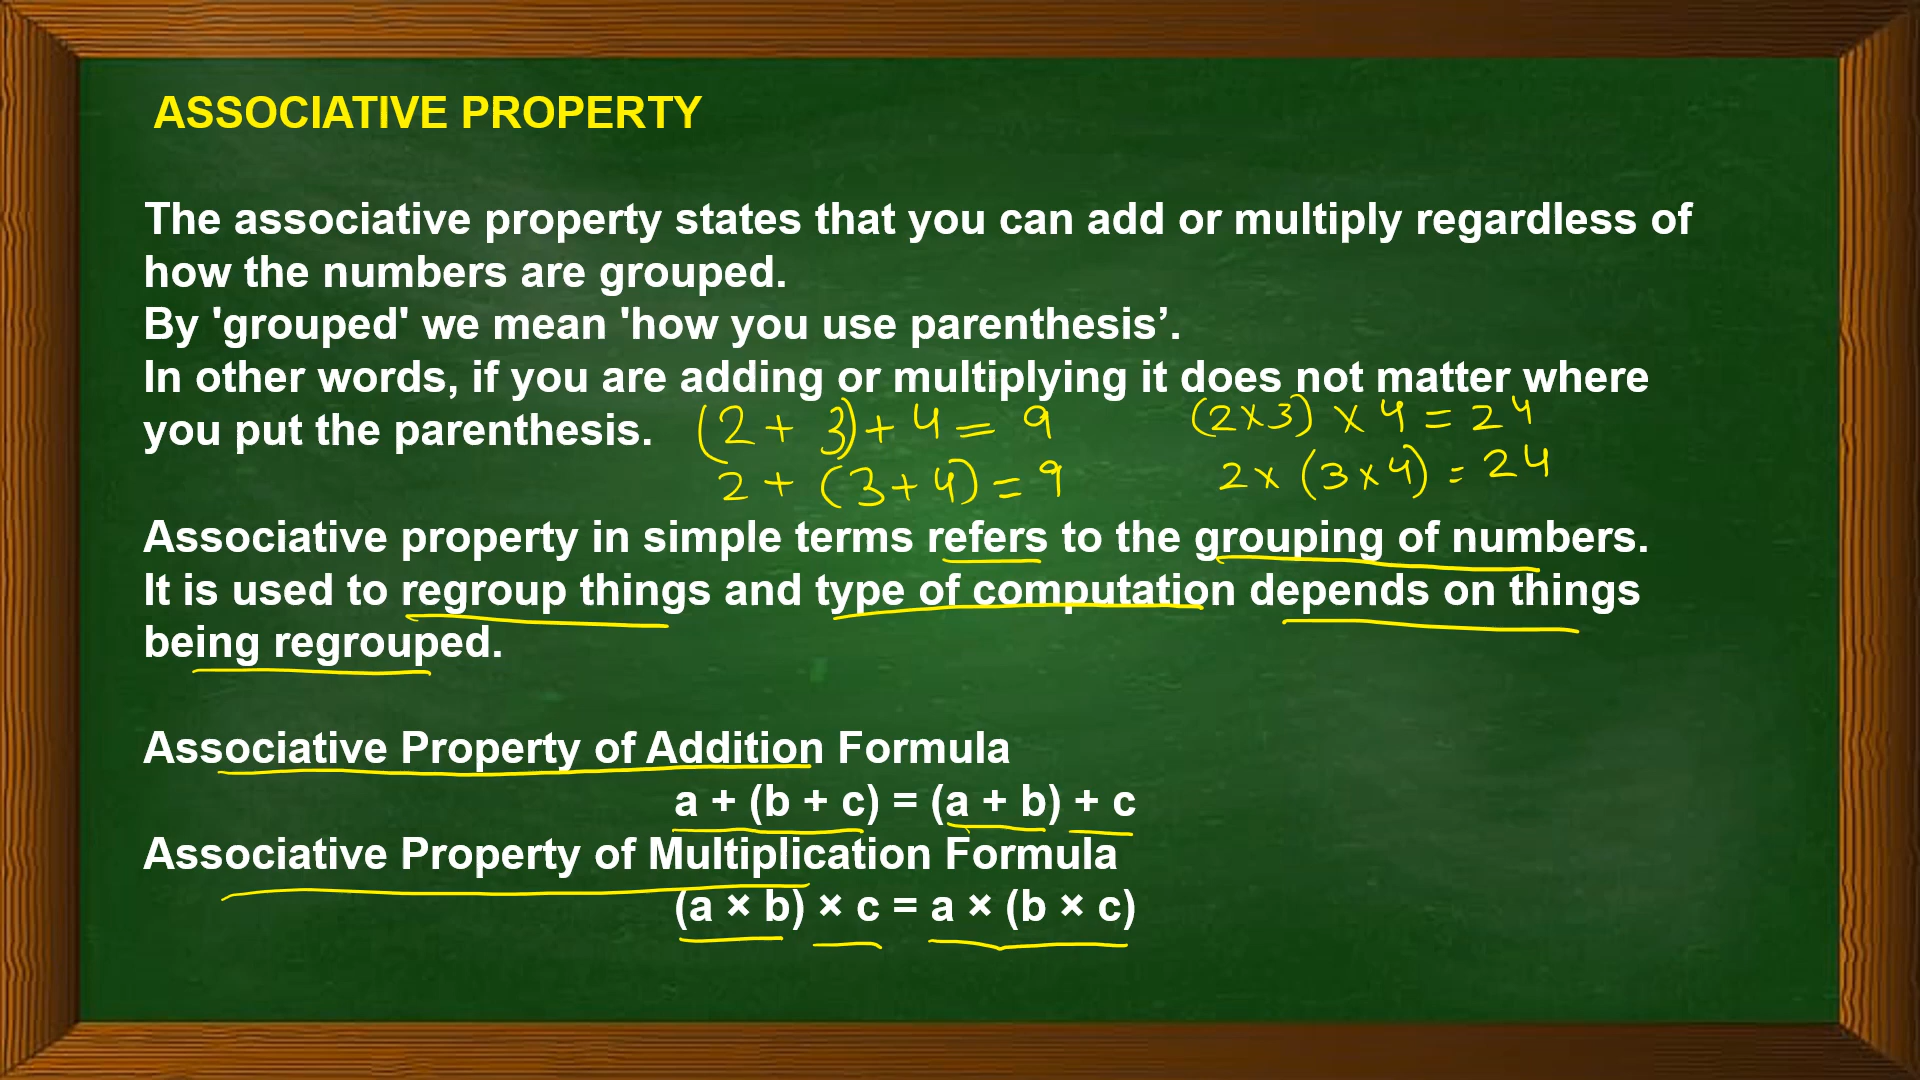 ASSOCIATIVE PROPERTY
The associative property states that you can add or multiply regardless of
how the numbers are grouped.
By 'grouped' we mean 'how you use parenthesis’.
In other words, if you are adding or multiplying it does not matter where
you put the parenthesis.
(2 + 3) + 4 = 9
2 + (3 + 4) = 9
(2 x 3) x 4 = 24
2 x (3 x 4) = 24
Associative property in simple terms refers to the grouping of numbers.
It is used to regroup things and type of computation depends on things
being regrouped.
Associative Property of Addition Formula
a + (b + c) = (a + b) + c
Associative Property of Multiplication Formula
(a × b) × c = a × (b × c)